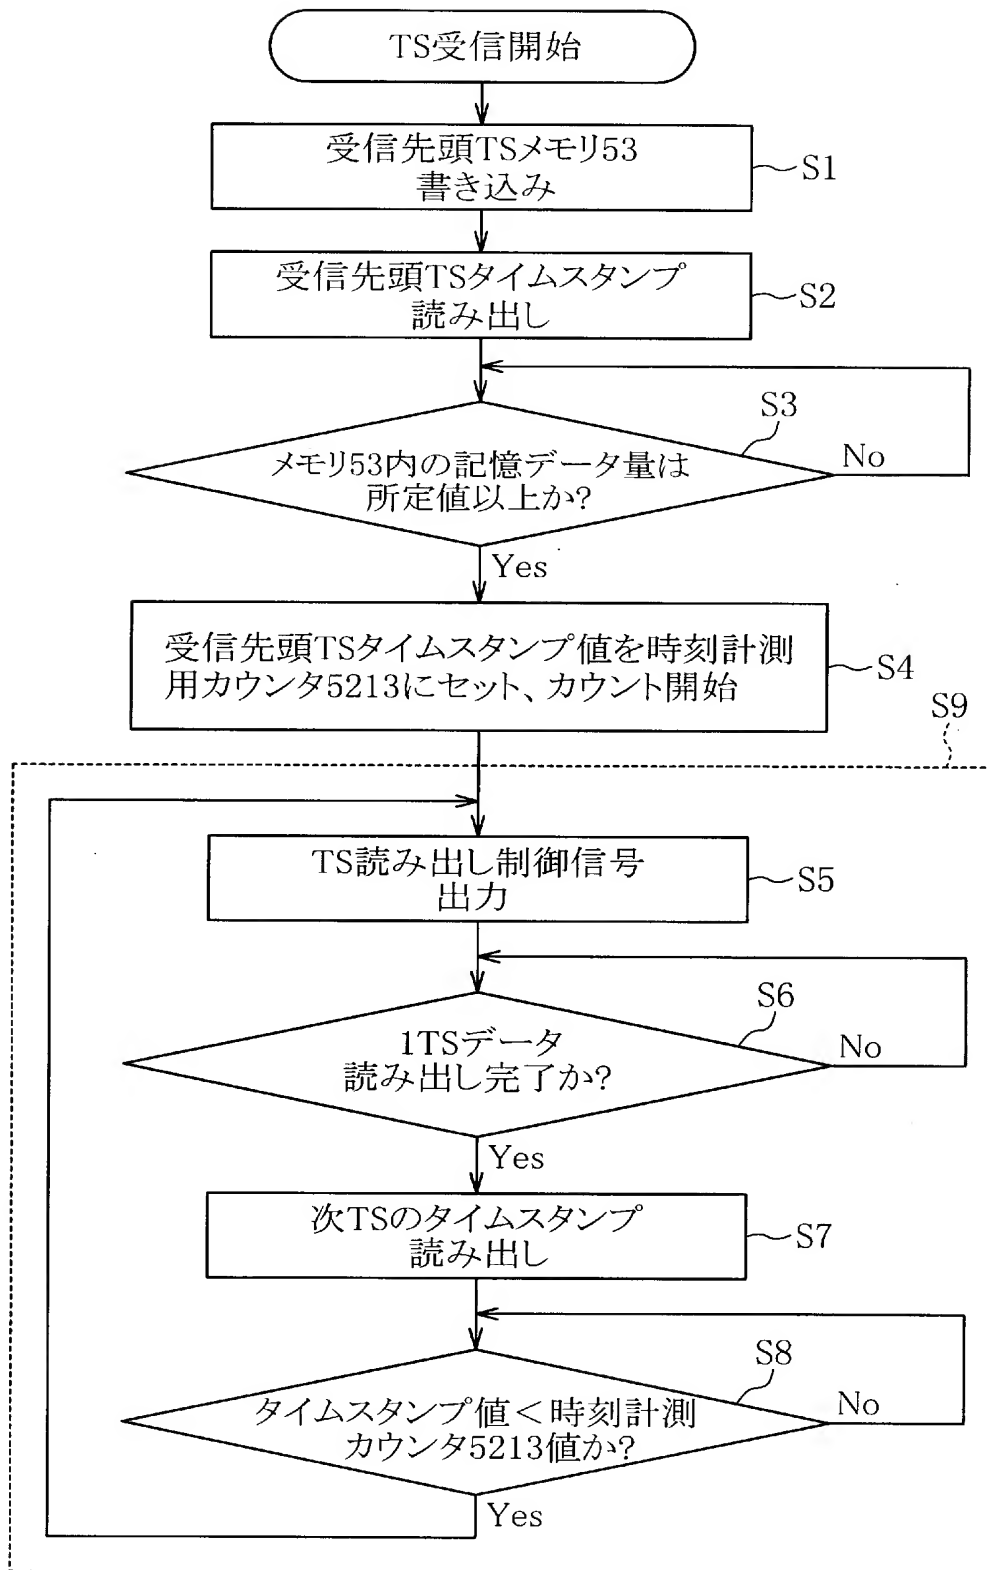 TS受信開始
受信先頭TSメモリ53
書き込み
S1
受信先頭TSタイムスタンプ
読み出し
S2
S3
メモリ53内の記憶データ量は
所定値以上か?
No
Yes
受信先頭TSタイムスタンプ値を時刻計測
用カウンタ5213にセット、カウント開始
S4
S9
TS読み出し制御信号
出力
S5
S6
1TSデータ
読み出し完了か?
No
Yes
次TSのタイムスタンプ
読み出し
S7
S8
タイムスタンプ値<時刻計測
カウンタ5213値か?
No
Yes